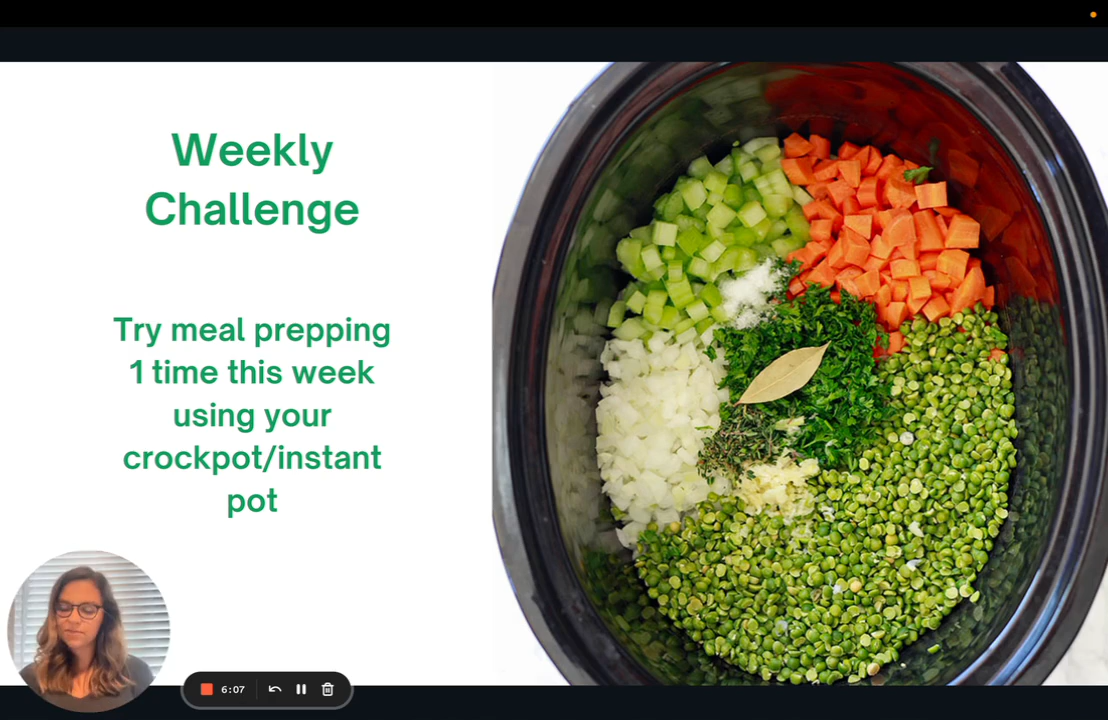 Weekly
Challenge
Try meal prepping
1 time this week
using your
crockpot/instant
pot
6:07